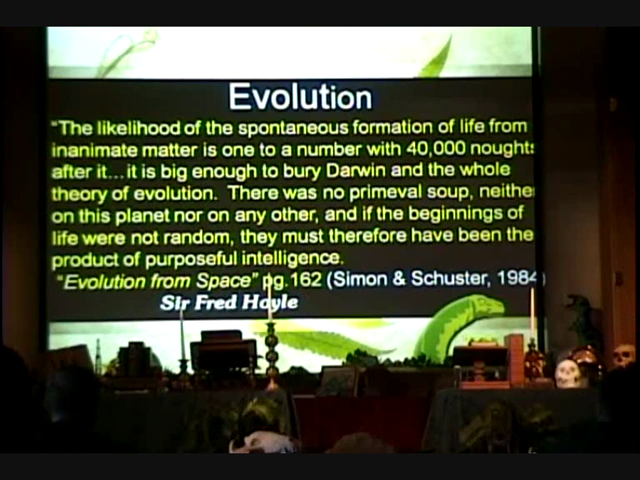 Evolution
"The likelihood of the spontaneous formation of life from
inanimate matter is one to a number with 40,000 noughts
after it...it is big enough to bury Darwin and the whole
theory of evolution. There was no primeval soup, neithe
on this planet nor on any other, and if the beginnings of
life were not random, they must therefore have been the
product of purposeful intelligence.
"Evolution from Space" pg.162 (Simon & Schuster, 1984)
Sir Fred Hoyle